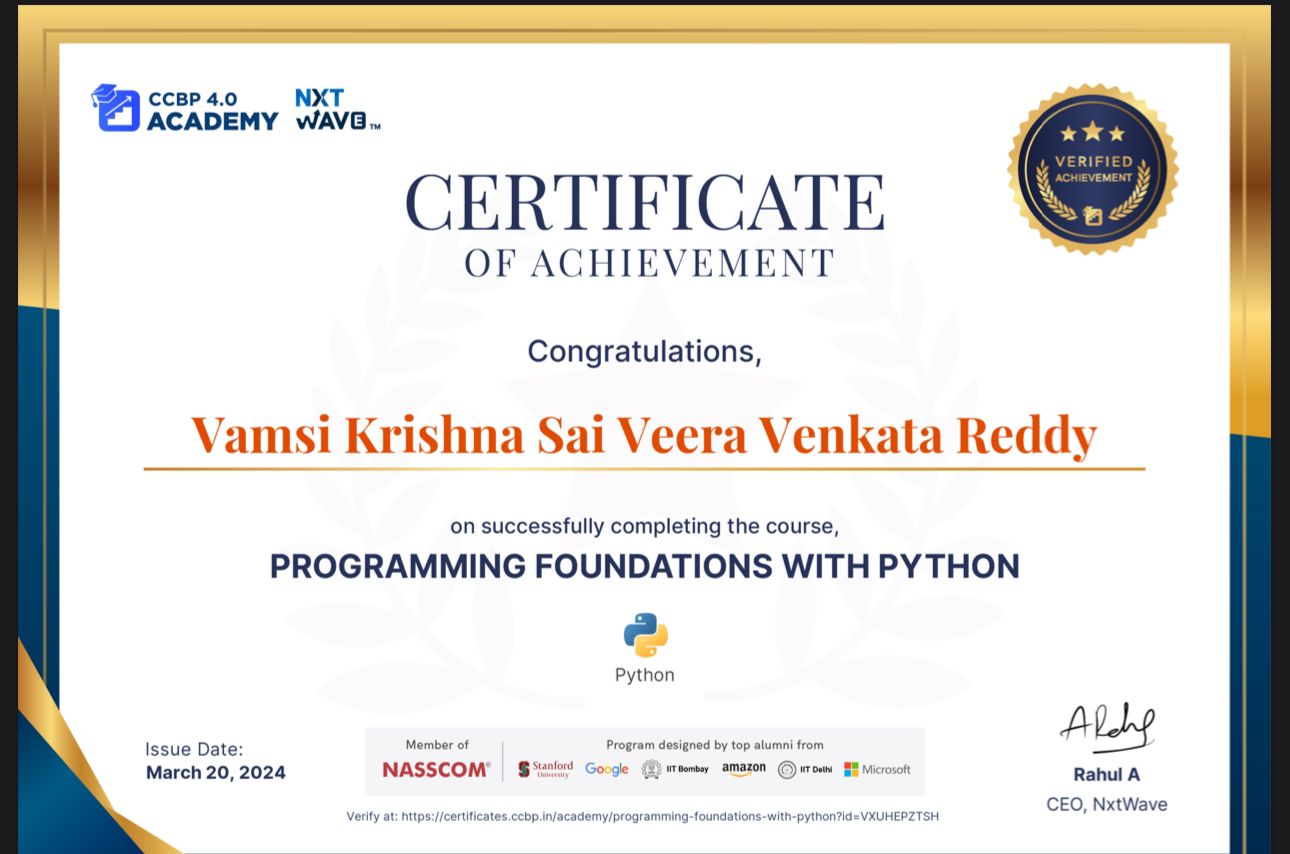 CCBP 4.0
ACADEMY
NXT
WAVE™
VERIFIED
ACHIEVEMENT
CERTIFICATE
OF ACHIEVEMENT
Congratulations,
Vamsi Krishna Sai Veera Venkata Reddy
on successfully completing the course,
PROGRAMMING FOUNDATIONS WITH PYTHON
Python
Issue Date:
March 20, 2024
Member of
NASSCOM®
Program designed by top alumni from
Stanford University
Google
IIT Bombay
amazon
IIT Delhi
Microsoft
Verify at: https://certificates.ccbp.in/academy/programming-foundations-with-python?id=VXUHEPZTSH
Rahul A
CEO, NxtWave